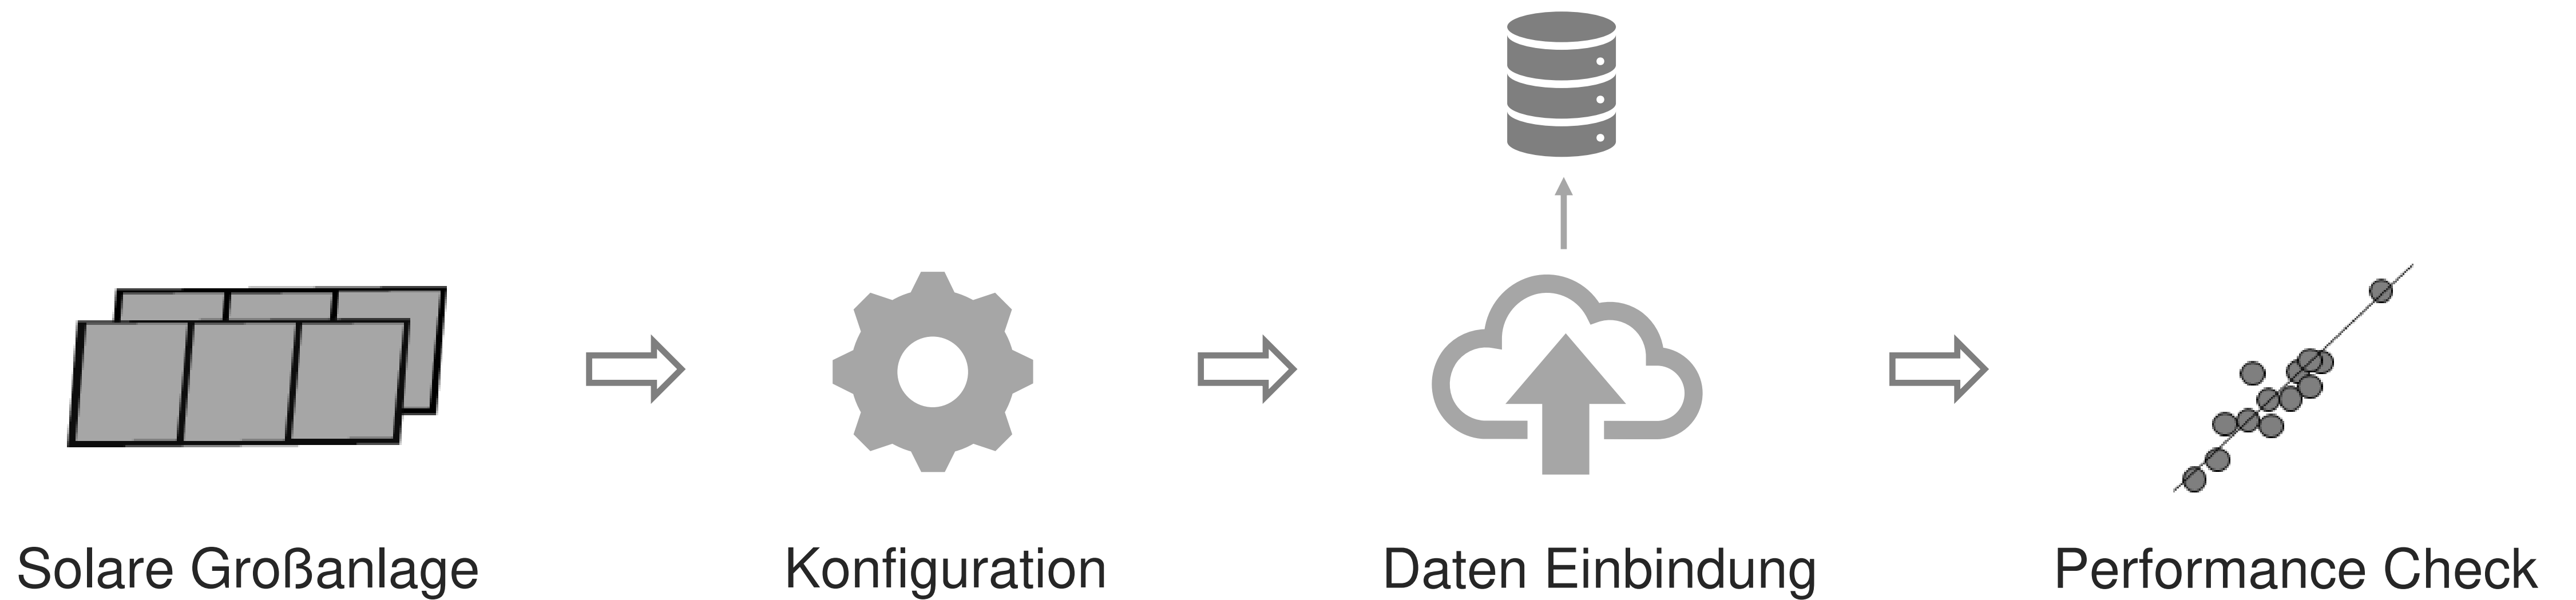 Solare Großanlage
Konfiguration
Daten Einbindung
Performance Check